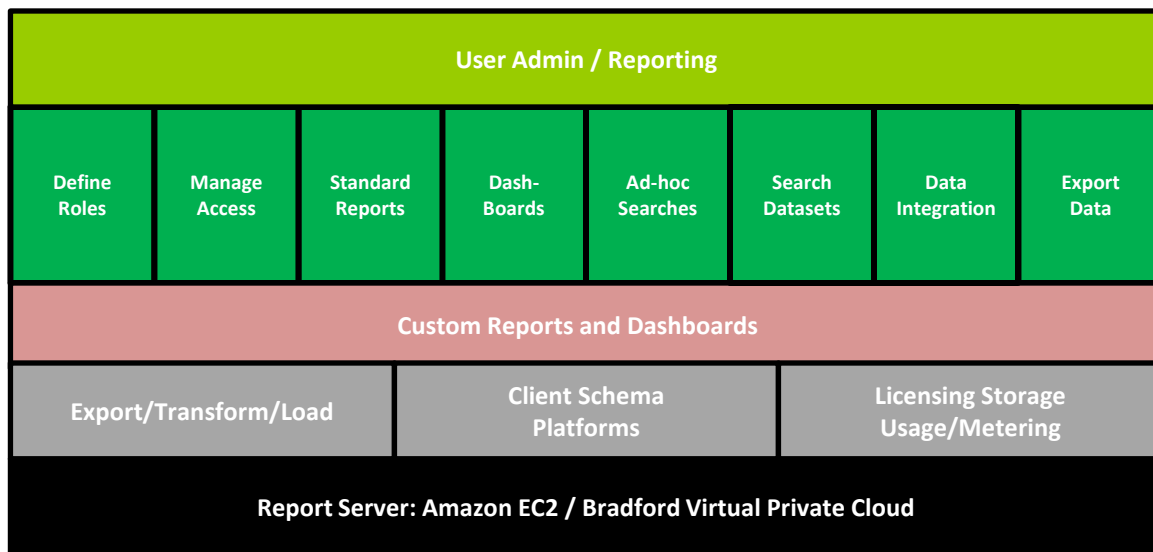 User Admin / Reporting
Define
Roles
Manage
Access
Standard
Reports
Dash-
Boards
Ad-hoc
Searches
Search
Datasets
Data
Integration
Export
Data
Custom Reports and Dashboards
Export/Transform/Load
Client Schema
Platforms
Licensing Storage
Usage/Metering
Report Server: Amazon EC2 / Bradford Virtual Private Cloud